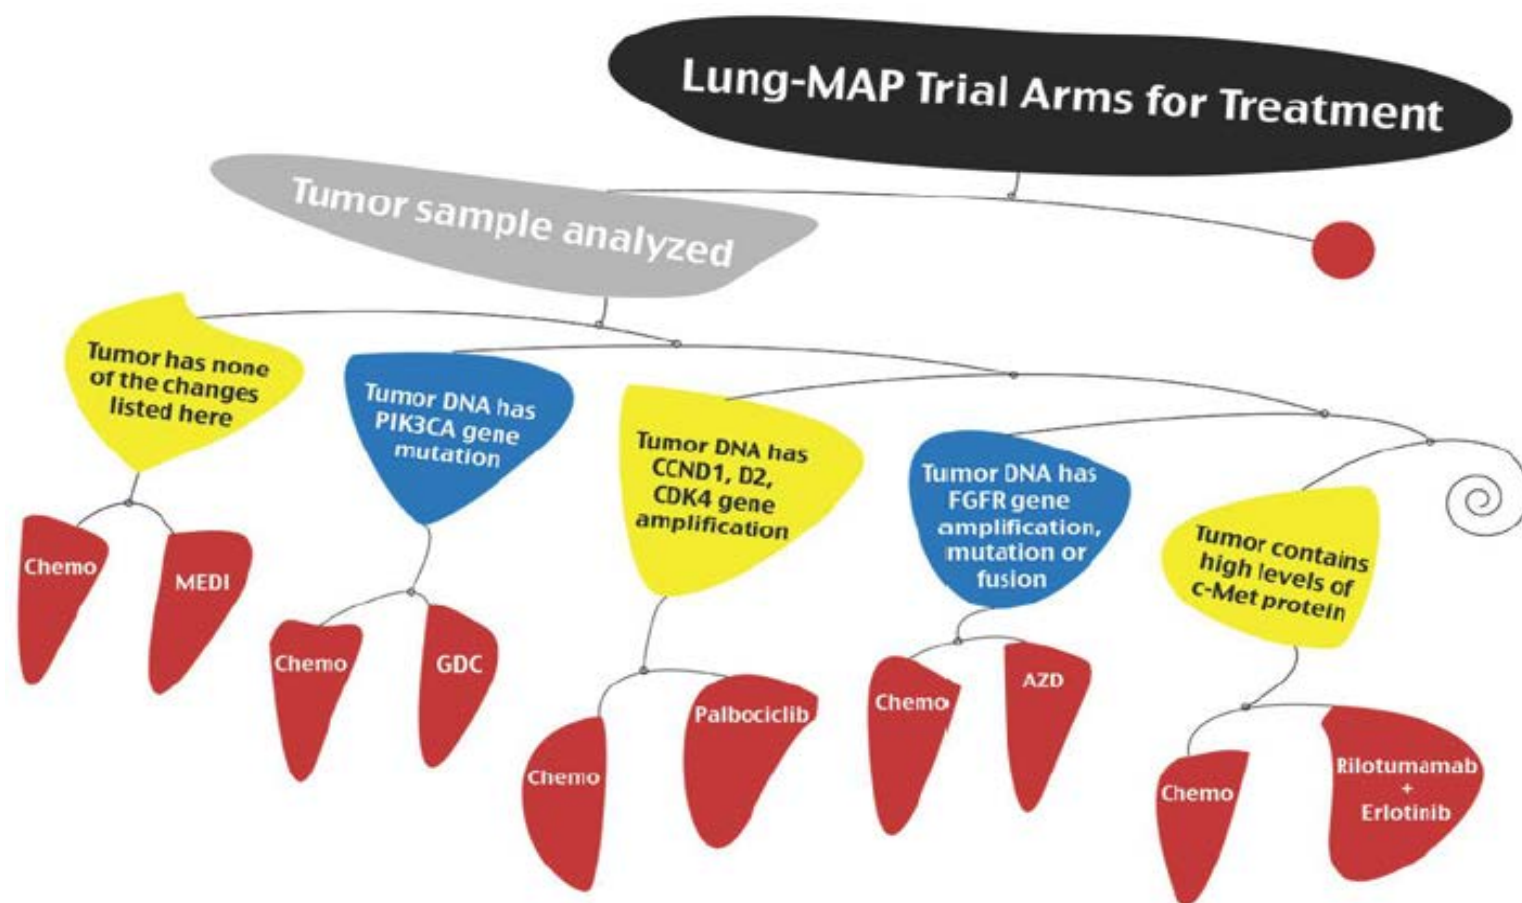 Lung-MAP Trial Arms for Treatment
Tumor sample analyzed
Tumor has none
of the changes
listed here
Chemo
MEDI
Tumor DNA has
PIK3CA gene
mutation
Chemo
GDC
Tumor DNA has
CCND1, D2,
CDK4 gene
amplification
Chemo
Palbociclib
Tumor DNA has
FGFR gene
amplification,
mutation or
fusion
Chemo
AZD
Tumor contains
high levels of
c-Met protein
Chemo
Rilotumamab
+
Erlotinib